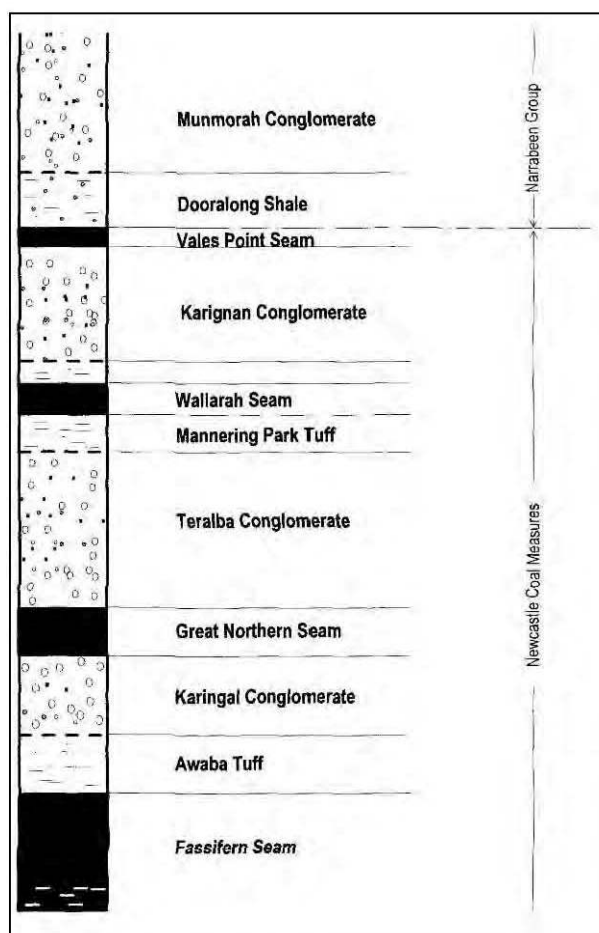 Munmorah Conglomerate
Narrabeen Group
Dooralong Shale
Vales Point Seam
Karignan Conglomerate
Wallarah Seam
Mannering Park Tuff
Teralba Conglomerate
Newcastle Coal Measures
Great Northern Seam
Karingal Conglomerate
Awaba Tuff
Fassifern Seam